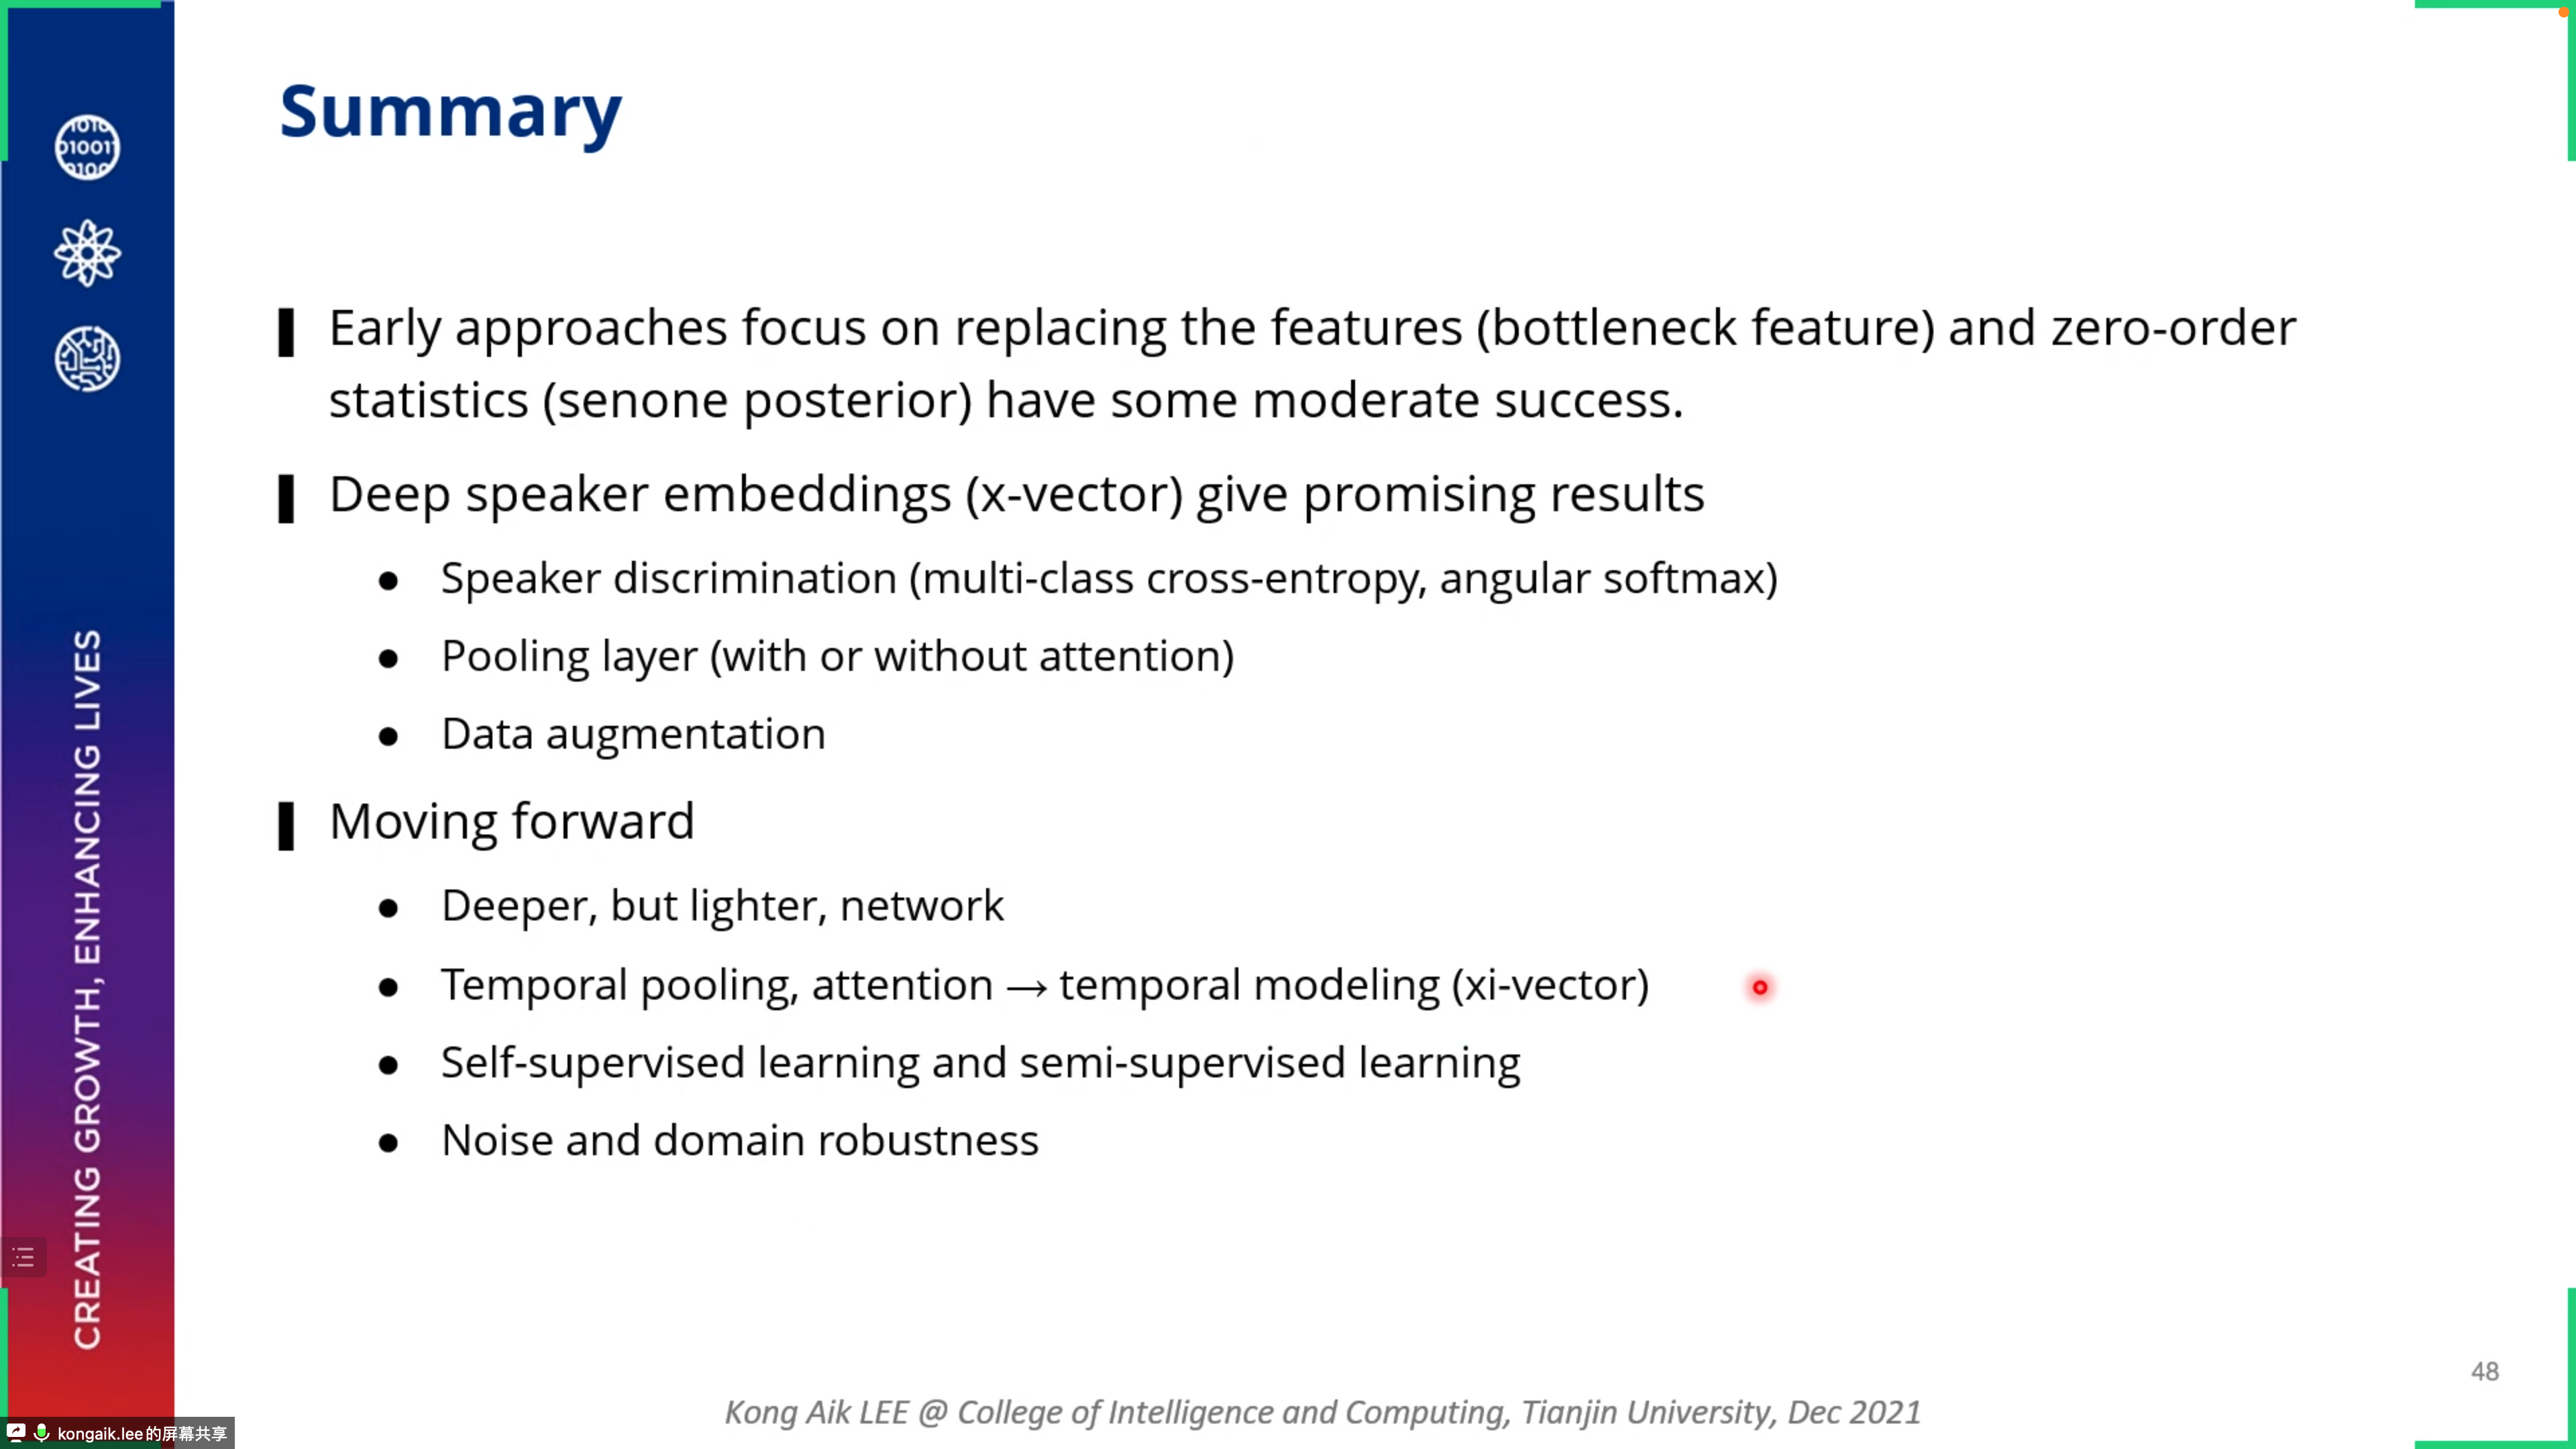 Summary
Early approaches focus on replacing the features (bottleneck feature) and zero-order
statistics (senone posterior) have some moderate success.
Deep speaker embeddings (x-vector) give promising results
● Speaker discrimination (multi-class cross-entropy, angular softmax)
● Pooling layer (with or without attention)
● Data augmentation
Moving forward
● Deeper, but lighter, network
● Temporal pooling, attention → temporal modeling (xi-vector)
● Self-supervised learning and semi-supervised learning
● Noise and domain robustness
48
Kong Aik LEE @ College of Intelligence and Computing, Tianjin University, Dec 2021
CREATING GROWTH, ENHANCING LIVES
1010
010011
0100
kongaik.lee的屏幕共享